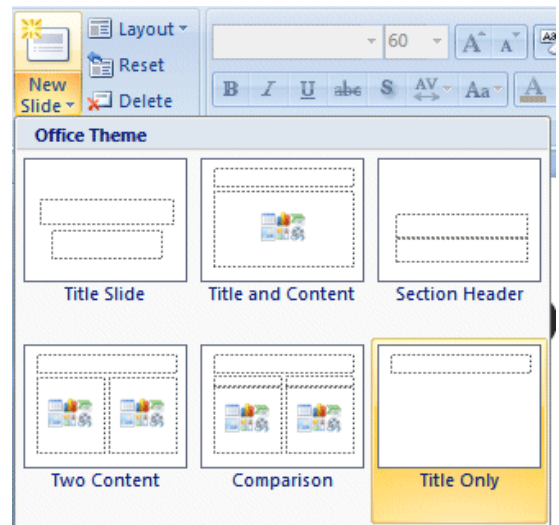 Layout
Reset
New
Slide
Delete
60
A A Aa
B I U abc S AV Aa A
Office Theme
Title Slide
Title and Content
Section Header
Two Content
Comparison
Title Only